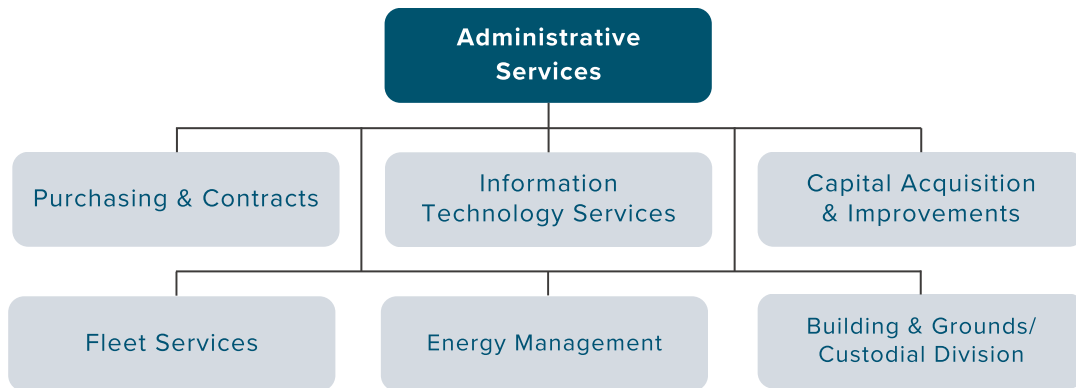 Administrative
Services
Purchasing & Contracts
Information
Technology Services
Capital Acquisition
& Improvements
Fleet Services
Energy Management
Building & Grounds/
Custodial Division